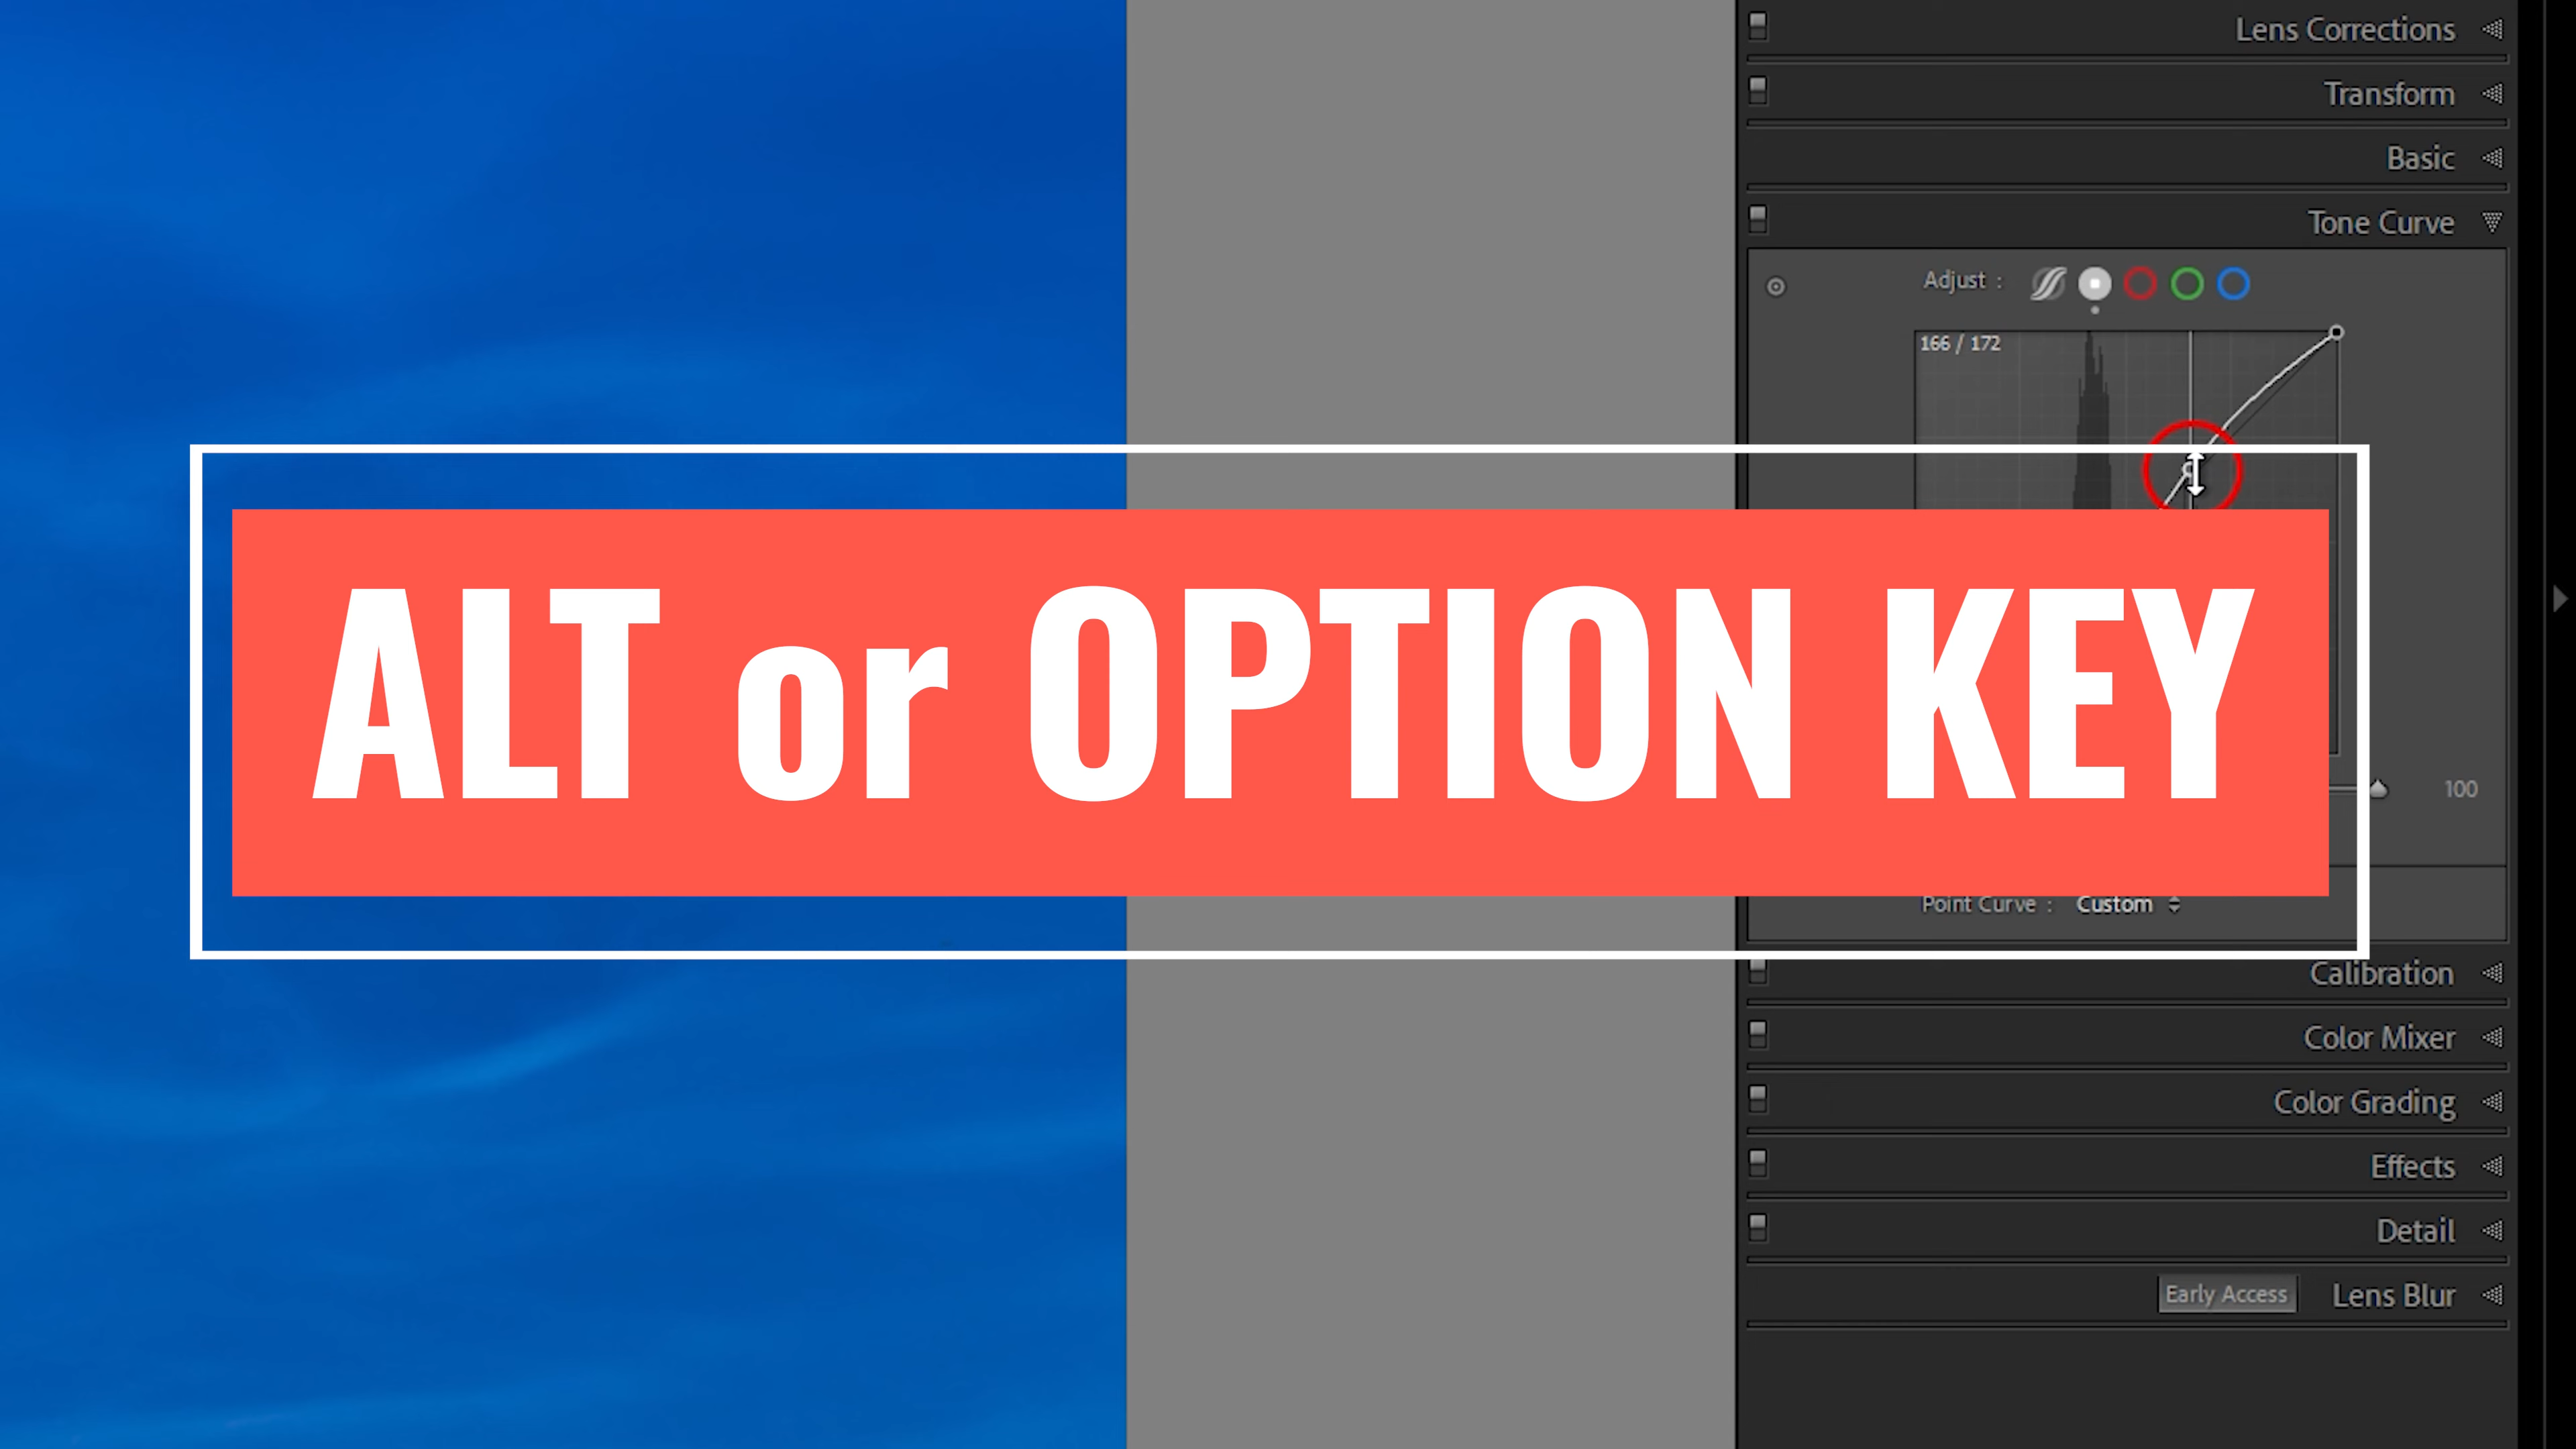 Lens Corrections
Transform
Basic
Tone Curve
Adjust :
166 / 172
ALT or OPTION KEY
100
Point Curve : Custom
Calibration
Color Mixer
Color Grading
Effects
Detail
Early Access Lens Blur